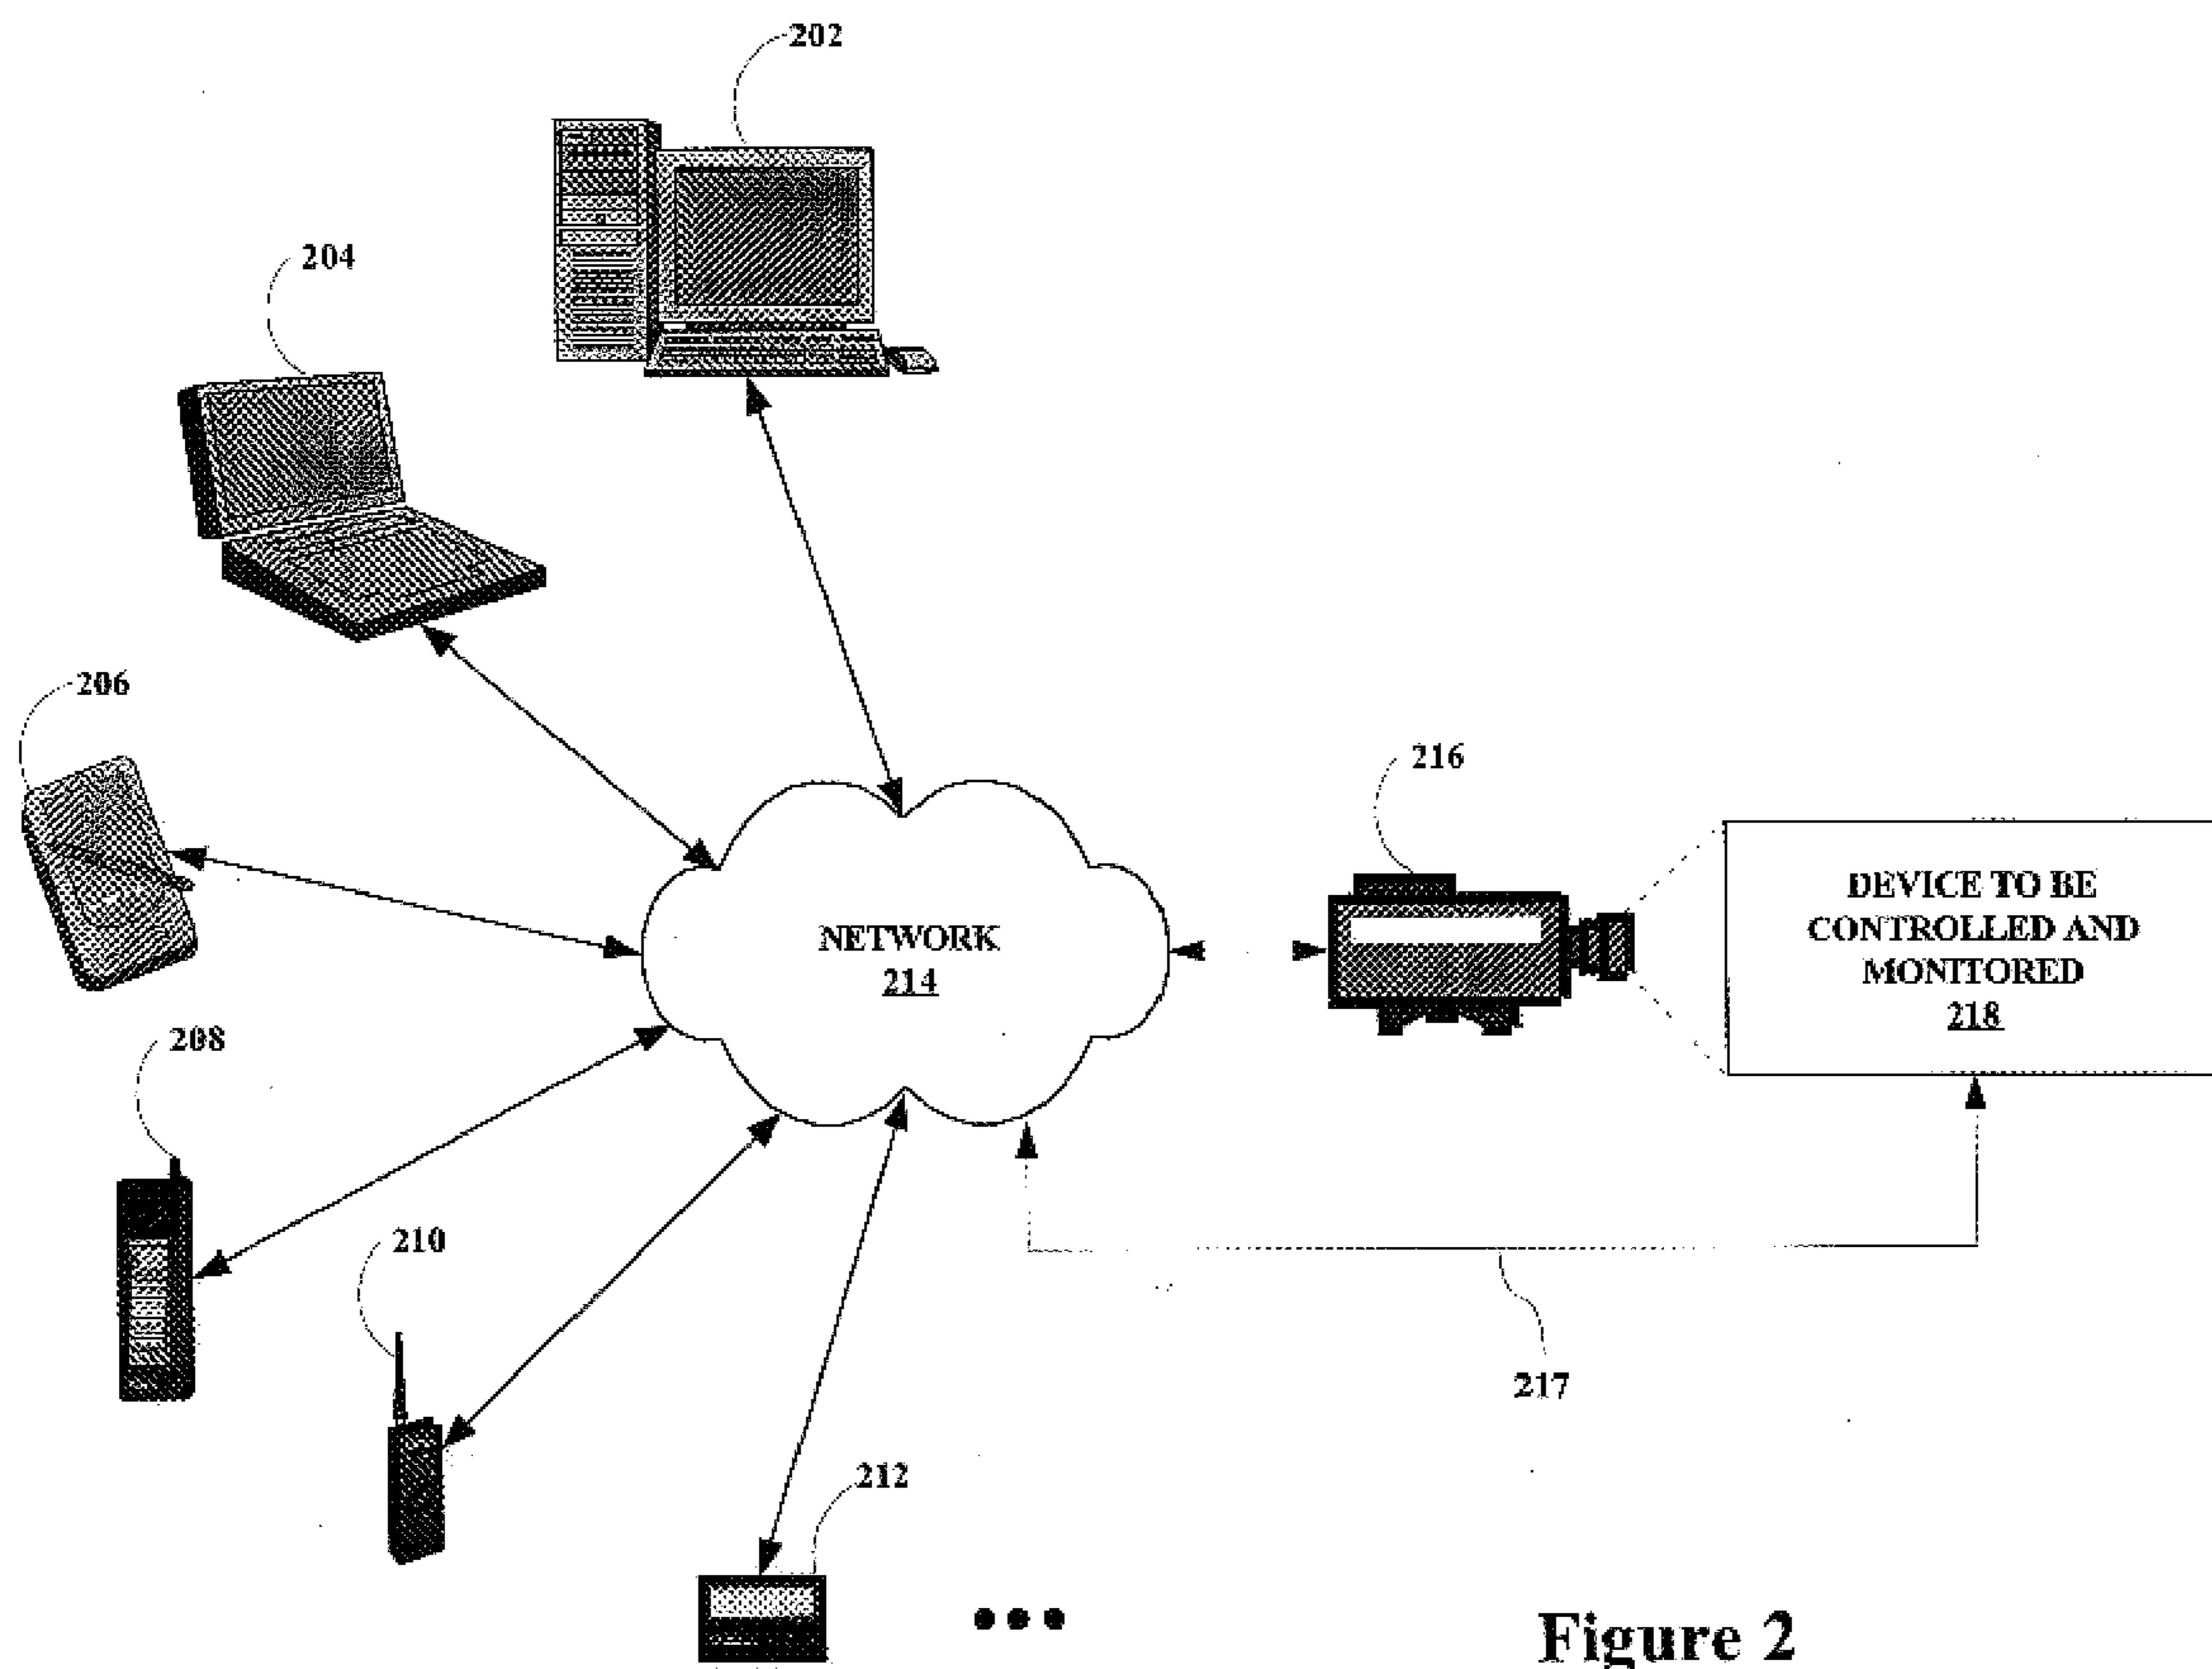 202
204
206
216
NETWORK
214
DEVICE TO BE
CONTROLLED AND
MONITORED
218
208
210
217
212
Figure 2